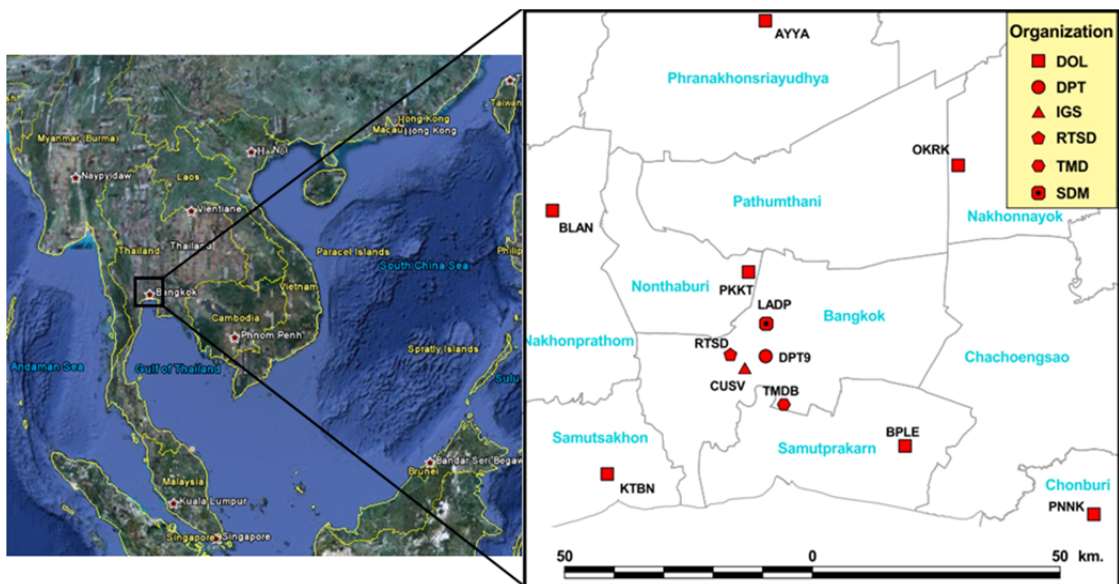 Myanmar (Burma)
Naypyidaw
Laos
Vientiane
Thailand
Thailand
Bangkok
Hong Kong
Macau
Hong Kong
Taiwan
Paracel Islands
South China Sea
Vietnam
Cambodia
Phnom Penh
Andaman Sea
Gulf of Thailand
Spratly Islands
Sulu
Bandar Seri Begaw
Brunei
Malaysia
Kuala Lumpur
Singapore
Singapore
AYYA
Phranakhonsriayudhya
OKRK
Pathumthani
Nakhonnayok
BLAN
Nonthaburi
PKKT
LADP
Bangkok
Nakhonprathom
RTSD
DPT9
Chachoengsao
CUSV
TMDB
Samutsakhon
BPLE
Samutprakarn
KTBN
Chonburi
PNNK
Organization
DOL
DPT
IGS
RTSD
TMD
SDM
50 0 50 km.